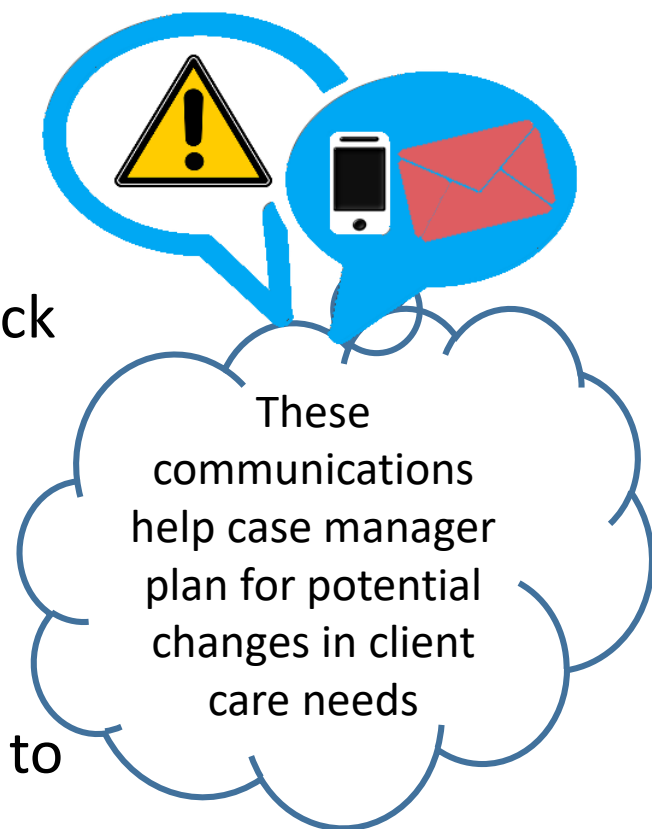 ck
These
communications
help case manager
plan for potential
changes in client
care needs
to